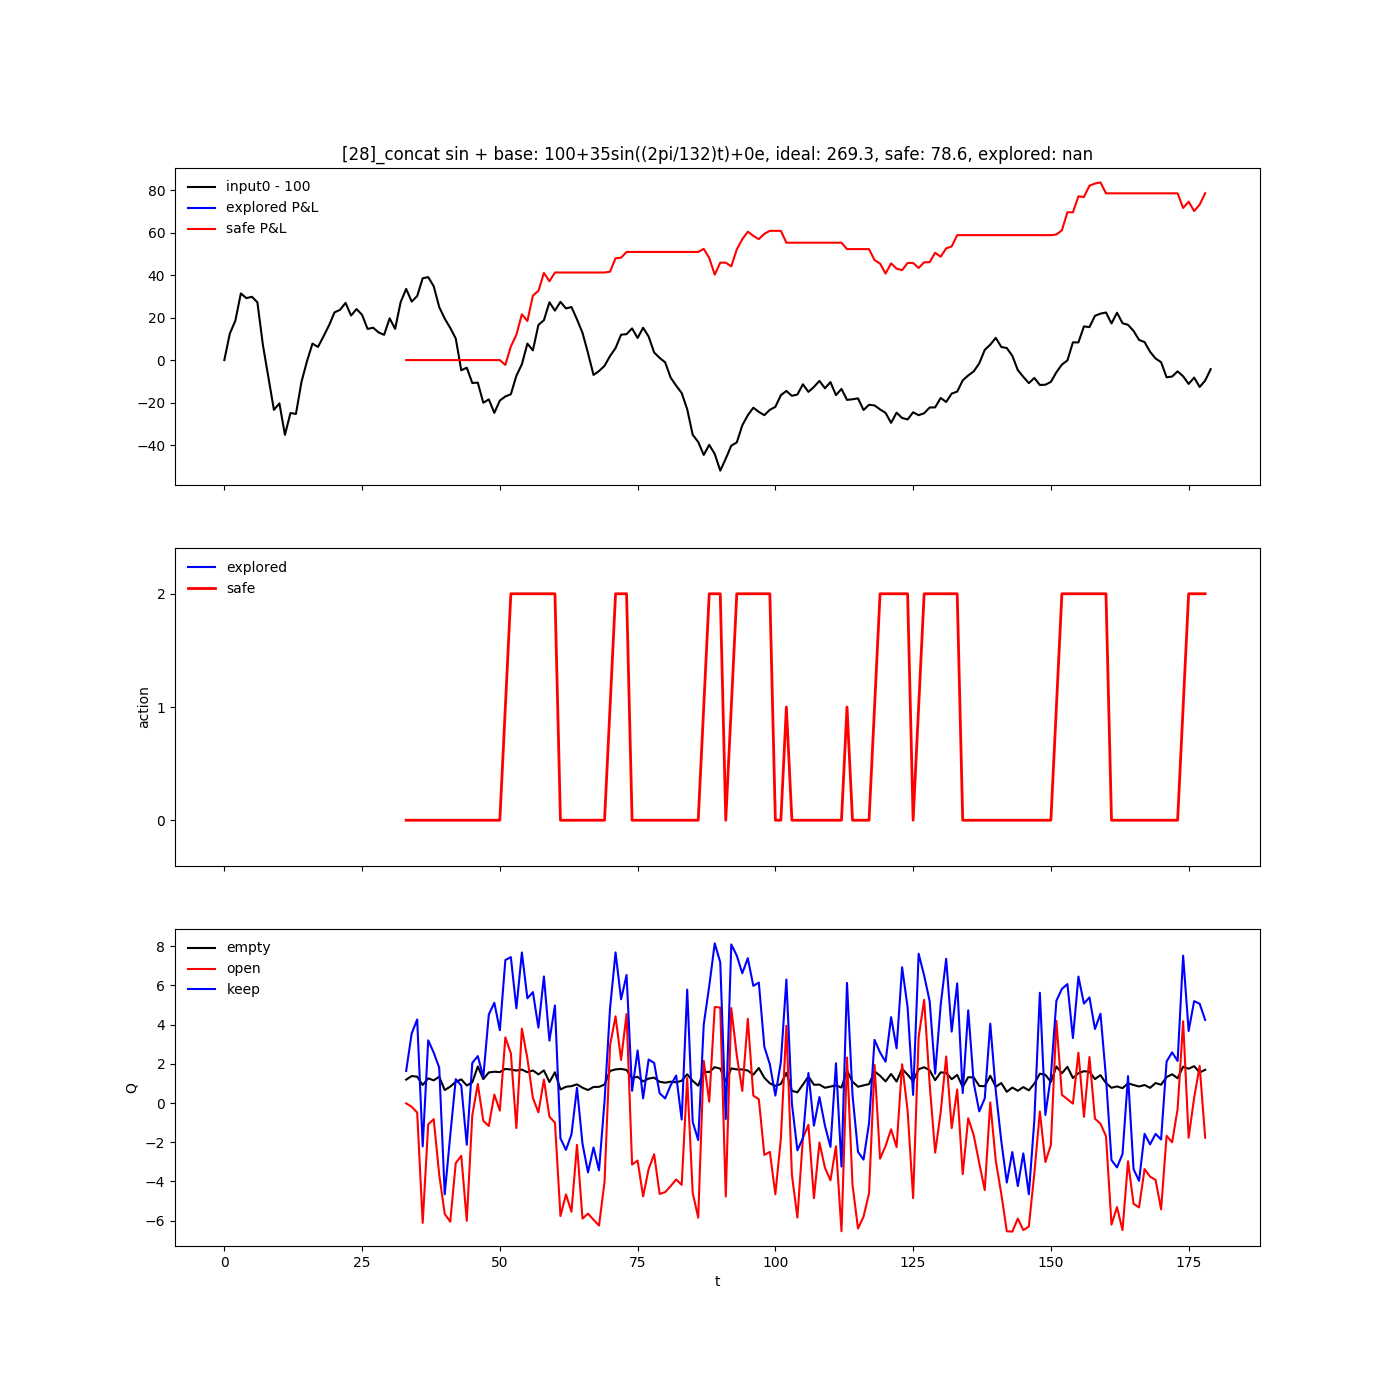 [28]_concat sin + base: 100+35sin((2pi/132)t)+0e, ideal: 269.3, safe: 78.6, explored: nan
input0 - 100
explored P&L
safe P&L
80
60
40
20
0
−20
−40
explored
safe
2
1
0
action
empty
open
keep
8
6
4
2
0
−2
−4
−6
Q
0 25 50 75 100 125 150 175
t